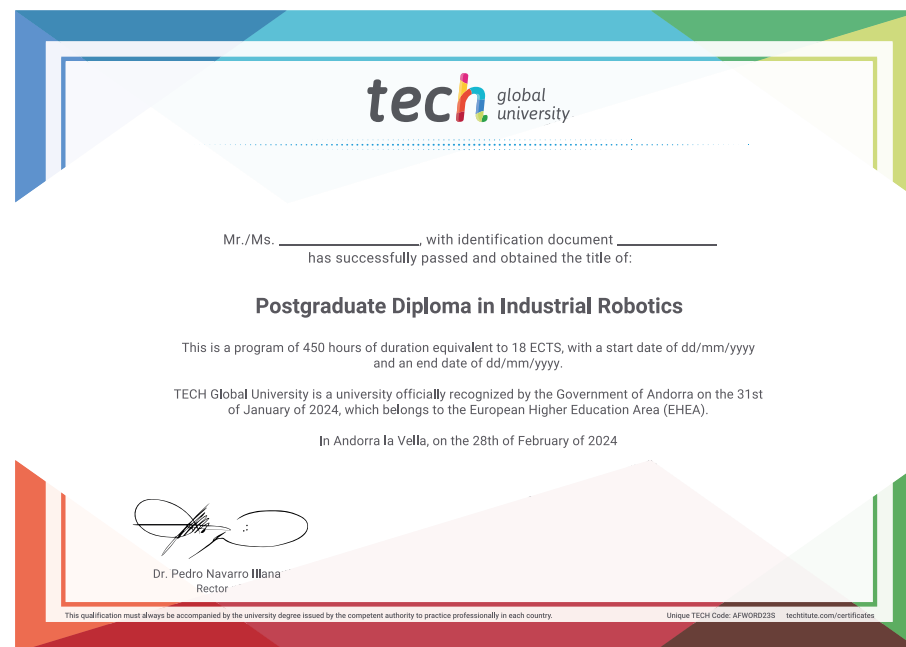 tech global
university
Mr./Ms. ____________________, with identification document ______________
has successfully passed and obtained the title of:
Postgraduate Diploma in Industrial Robotics
This is a program of 450 hours of duration equivalent to 18 ECTS, with a start date of dd/mm/yyyy
and an end date of dd/mm/yyyy.
TECH Global University is a university officially recognized by the Government of Andorra on the 31st
of January of 2024, which belongs to the European Higher Education Area (EHEA).
In Andorra la Vella, on the 28th of February of 2024
Dr. Pedro Navarro Illana
Rector
This qualification must always be accompanied by the university degree issued by the competent authority to practice professionally in each country.
Unique TECH Code: AFWORD23S techtitute.com/certificates